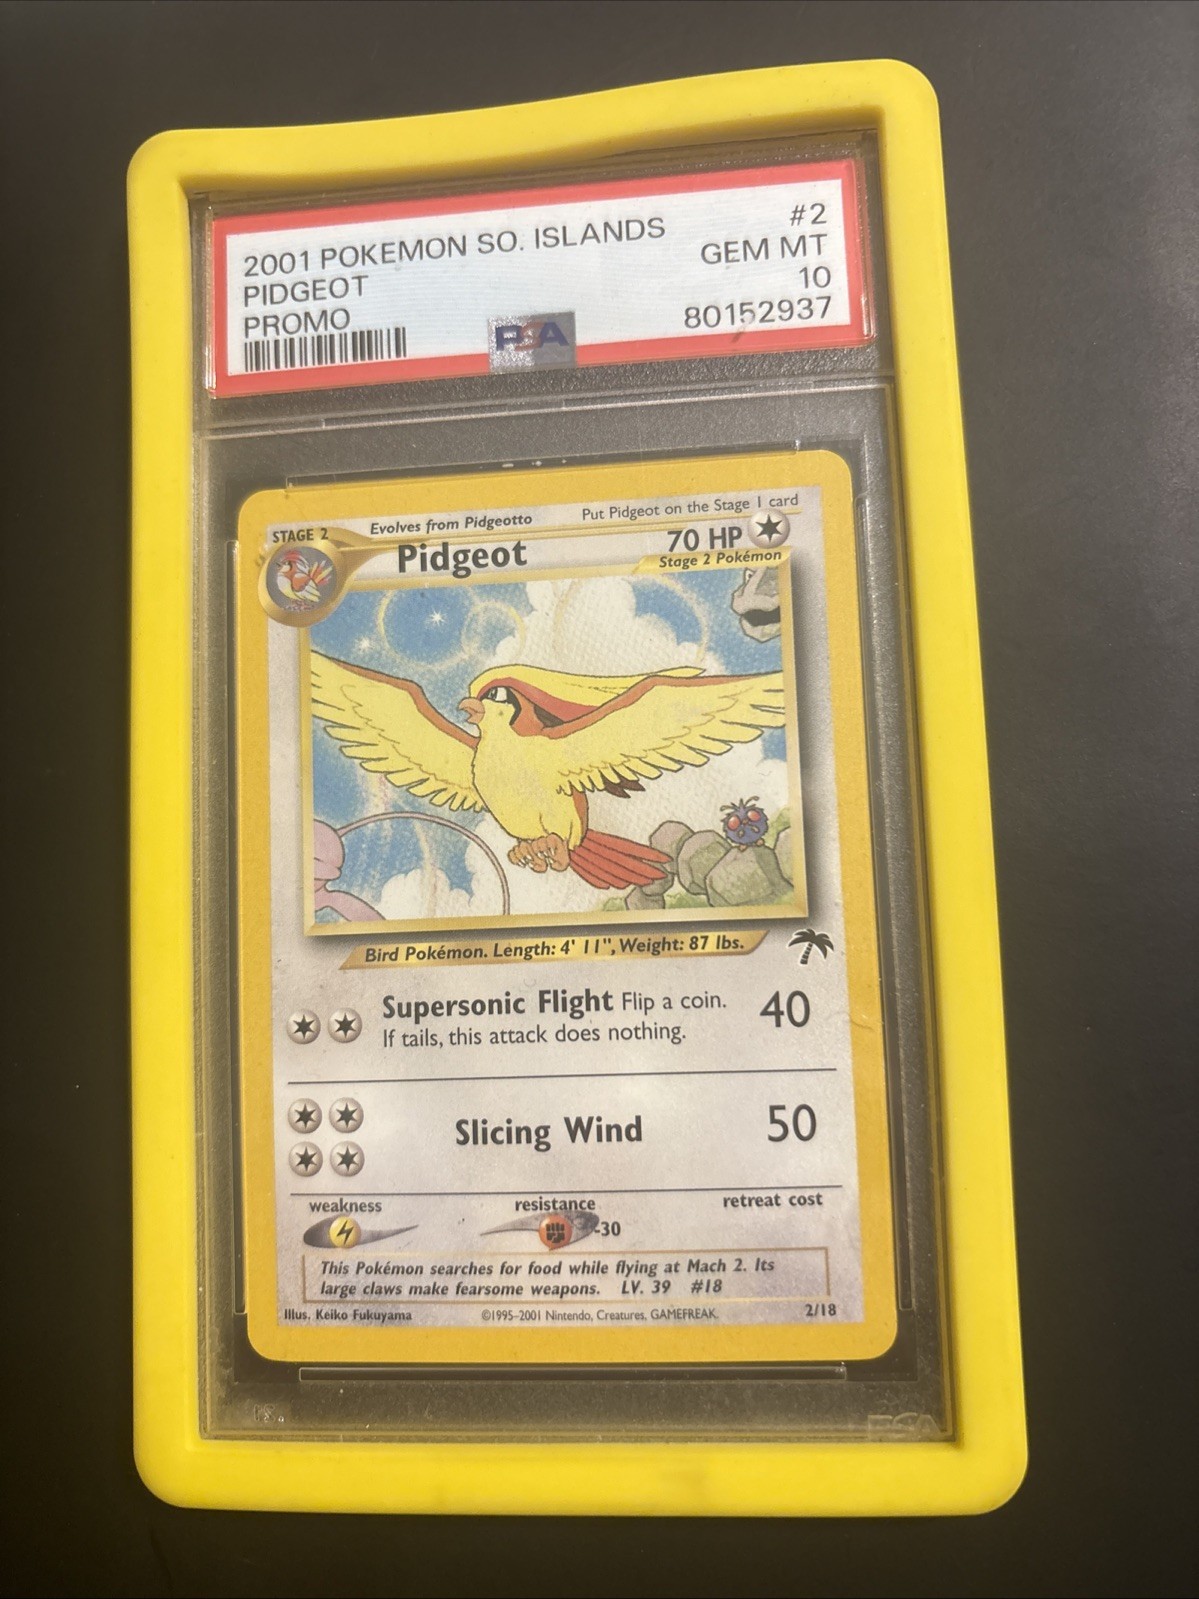 2001 POKEMON SO. ISLANDS #2
PIDGEOT GEM MT
PROMO 10
PSA 80152937
STAGE 2 Evolves from Pidgeotto Put Pidgeot on the Stage 1 card
Pidgeot 70 HP
Stage 2 Pokémon
Bird Pokémon. Length: 4' 11", Weight: 87 lbs.
Supersonic Flight Flip a coin. 40
If tails, this attack does nothing.
Slicing Wind 50
weakness resistance retreat cost
-30
This Pokémon searches for food while flying at Mach 2. Its
large claws make fearsome weapons. LV. 39 #18
Illus. Keiko Fukuyama ©1995-2001 Nintendo, Creatures, GAMEFREAK. 2/18
PSA